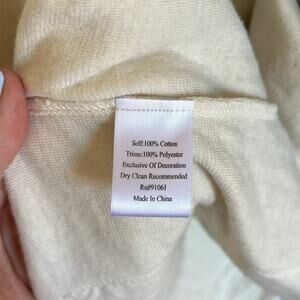 Self:100% Cotton
Trims:100% Polyester
Exclusive Of Decoration
Dry Clean Recommended
Rn#91061
Made In China